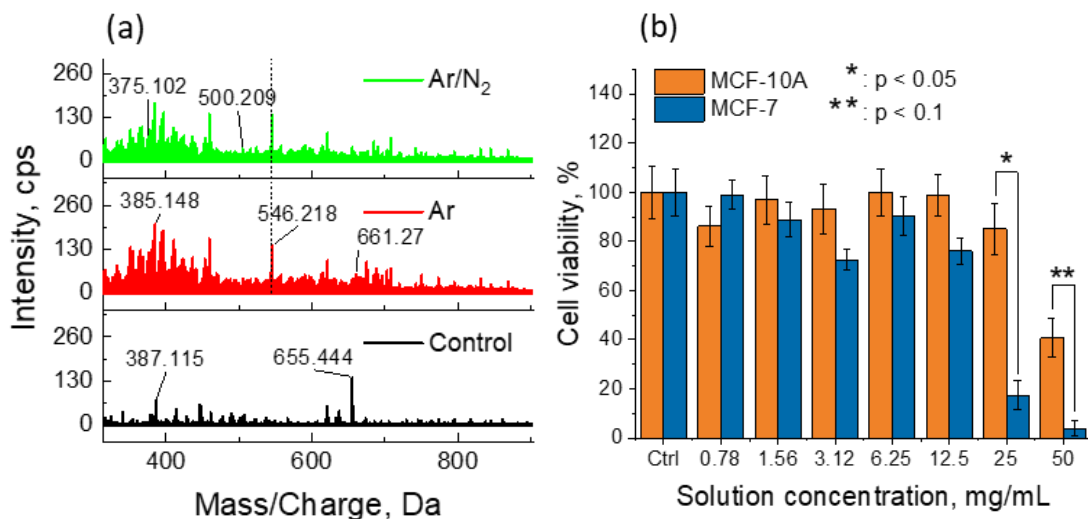 (a)
Intensity, cps
260
130
0
375.102
500.209
Ar/N₂
260
130
0
385.148
546.218
661.27
Ar
260
130
0
387.115
655.444
Control
400
600
800
Mass/Charge, Da
(b)
Cell viability, %
140
120
100
80
60
40
20
0
MCF-10A
MCF-7
* : p < 0.05
** : p < 0.1
*
**
Ctrl
0.78
1.56
3.12
6.25
12.5
25
50
Solution concentration, mg/mL